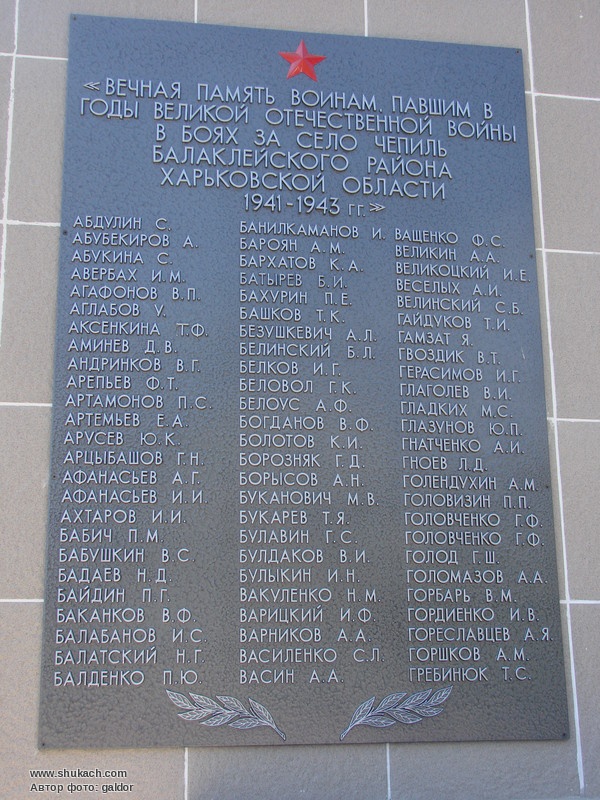 «ВЕЧНАЯ ПАМЯТЬ ВОИНАМ, ПАВШИМ В
ГОДЫ ВЕЛИКОЙ ОТЕЧЕСТВЕННОЙ ВОЙНЫ
В БОЯХ ЗА СЕЛО ЧЕПИЛЬ
БАЛАКЛЕЙСКОГО РАЙОНА
ХАРЬКОВСКОЙ ОБЛАСТИ
1941-1943 ГГ.»
АБДУЛИН С.
АБУБЕКИРОВ А.
АБУКИНА С.
АВЕРБАХ И.М.
АГАФОНОВ В.П.
АГЛАБОВ У.
АКСЕНКИНА Т.Ф.
АМИНЕВ Д.В.
АНДРИНКОВ В.Г.
АРЕПЬЕВ Ф.Т.
АРТАМОНОВ П.С.
АРТЕМЬЕВ Е.А.
АРУСЕВ Ю.К.
АРЦЫБАШОВ Г.Н.
АФАНАСЬЕВ А.Г.
АФАНАСЬЕВ И.И.
АХТАРОВ И.И.
БАБИЧ П.М.
БАБУШКИН В.С.
БАДАЕВ Н.Д.
БАЙДИН П.Г.
БАКАНКОВ В.Ф.
БАЛАБАНОВ И.С.
БАЛАТСКИЙ Н.Г.
БАЛДЕНКО П.Ю.
БАНИЛКАМАНОВ И.
БАРОЯН А.М.
БАРХАТОВ К.А.
БАТЫРЕВ Б.И.
БАХУРИН П.Е.
БАШКОВ Т.К.
БЕЗУШКЕВИЧ А.Л.
БЕЛИНСКИЙ Б.Л.
БЕЛКОВ И.Г.
БЕЛОВОЛ Г.К.
БЕЛОУС А.Ф.
БОГДАНОВ В.Ф.
БОЛОТОВ К.И.
БОРОЗНЯК Г.Д.
БОРЫСОВ А.Н.
БУКАНОВИЧ М.В.
БУКАРЕВ Т.Я.
БУЛАВИН Г.С.
БУЛДАКОВ В.И.
БУЛЫКИН И.Н.
ВАКУЛЕНКО Н.М.
ВАРИЦКИЙ И.Ф.
ВАРНИКОВ А.А.
ВАСИЛЕНКО С.Л.
ВАСИН А.А.
ВАЩЕНКО Ф.С.
ВЕЛИКИН А.А.
ВЕЛИКОЦКИЙ И.Е.
ВЕСЕЛЫХ А.И.
ВЕЛИНСКИЙ С.Б.
ГАЙДУКОВ Т.И.
ГАМЗАТ Я.
ГВОЗДИК В.Т.
ГЕРАСИМОВ И.Г.
ГЛАГОЛЕВ В.И.
ГЛАДКИХ М.С.
ГЛАЗУНОВ Ю.П.
ГНАТЧЕНКО А.И.
ГНОЕВ Л.Д.
ГОЛЕНДУХИН А.М.
ГОЛОВИЗИН П.П.
ГОЛОВЧЕНКО Г.Ф.
ГОЛОВЧЕНКО Г.Ф.
ГОЛОД Г.Ш.
ГОЛОМАЗОВ А.А.
ГОРБАРЬ В.М.
ГОРДИЕНКО И.В.
ГОРЕСЛАВЦЕВ А.Я.
ГОРШКОВ А.М.
ГРЕБИНЮК Т.С.
www.shukach.com
Автор фото: galdor